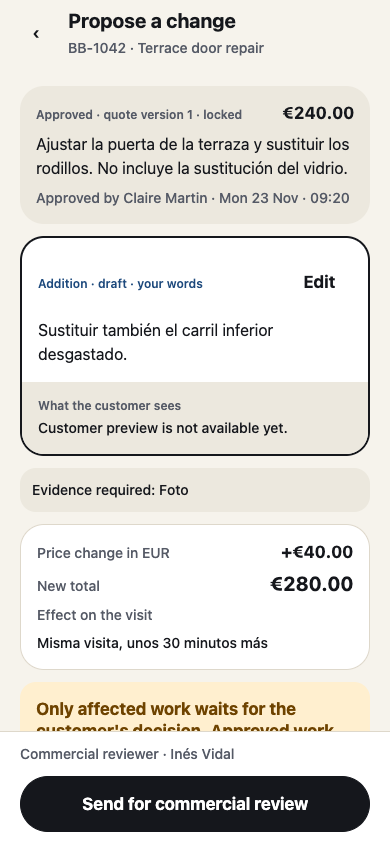 Propose a change
BB-1042 · Terrace door repair
Approved · quote version 1 · locked
€240.00
Ajustar la puerta de la terraza y sustituir los
rodillos. No incluye la sustitución del vidrio.
Approved by Claire Martin · Mon 23 Nov · 09:20
Addition · draft · your words
Edit
Sustituir también el carril inferior
desgastado.
What the customer sees
Customer preview is not available yet.
Evidence required: Foto
Price change in EUR
+€40.00
New total
€280.00
Effect on the visit
Misma visita, unos 30 minutos más
Only affected work waits for the
customer's decision. Approved work
Commercial reviewer · Inés Vidal
Send for commercial review